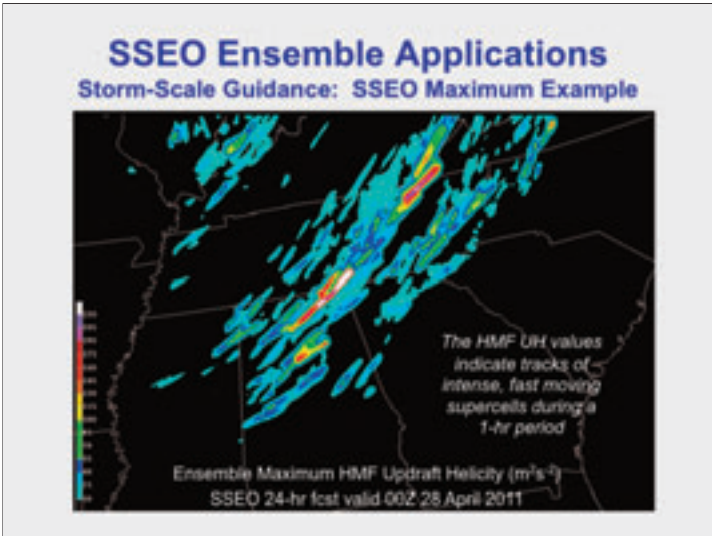 SSEO Ensemble Applications
Storm-Scale Guidance: SSEO Maximum Example
The HMF UH values
indicate tracks of
intense, fast moving
supercells during a
1-hr period
Ensemble Maximum HMF Updraft Helicity (m²s⁻²)
SSEO 24-hr fcst valid 00Z 28 April 2011